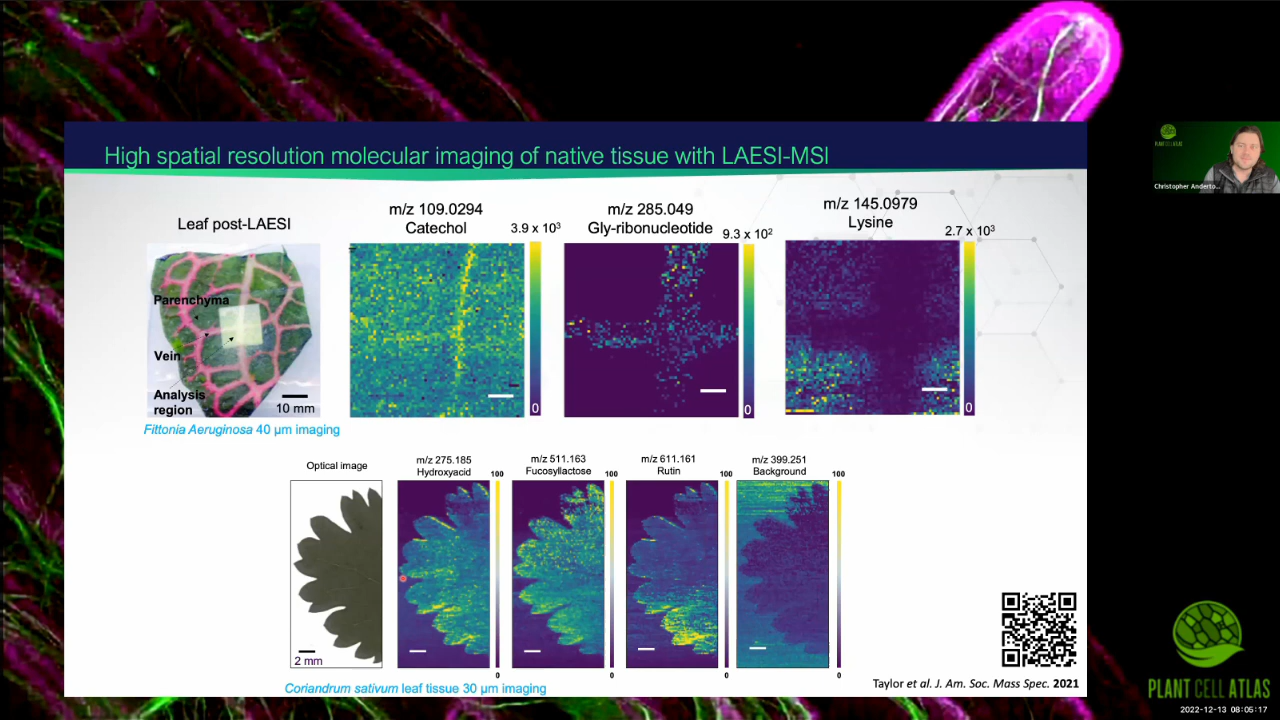 High spatial resolution molecular imaging of native tissue with LAESI-MSI
PLANT CELL ATLAS
Christopher Anderto...
Leaf post-LAESI
Parenchyma
Vein
Analysis
region
10 mm
Fittonia Aeruginosa 40 µm imaging
m/z 109.0294
Catechol
3.9 x 10³
0
m/z 285.049
Gly-ribonucleotide
9.3 x 10²
0
m/z 145.0979
Lysine
2.7 x 10³
0
Optical image
2 mm
m/z 275.185
Hydroxyacid
100
0
m/z 511.163
Fucosyllactose
100
0
m/z 611.161
Rutin
100
0
m/z 399.251
Background
100
0
Coriandrum sativum leaf tissue 30 µm imaging
Taylor et al. J. Am. Soc. Mass Spec. 2021
PLANT CELL ATLAS
2022-12-13 08:05:17